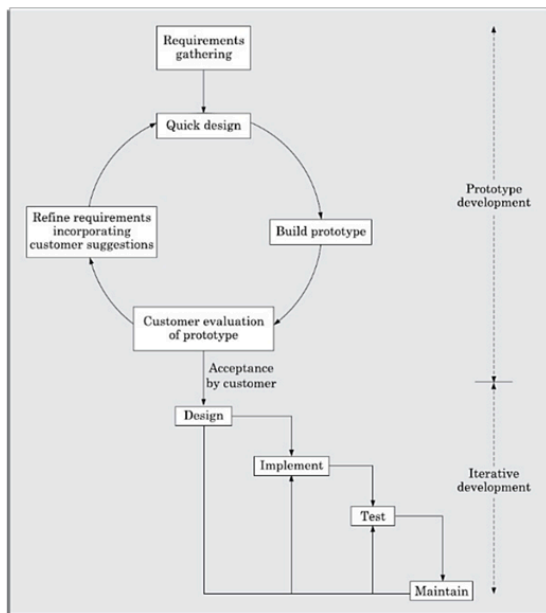 Requirements
gathering
Quick design
Refine requirements
incorporating
customer suggestions
Build prototype
Customer evaluation
of prototype
Acceptance
by customer
Design
Implement
Test
Maintain
Prototype
development
Iterative
development